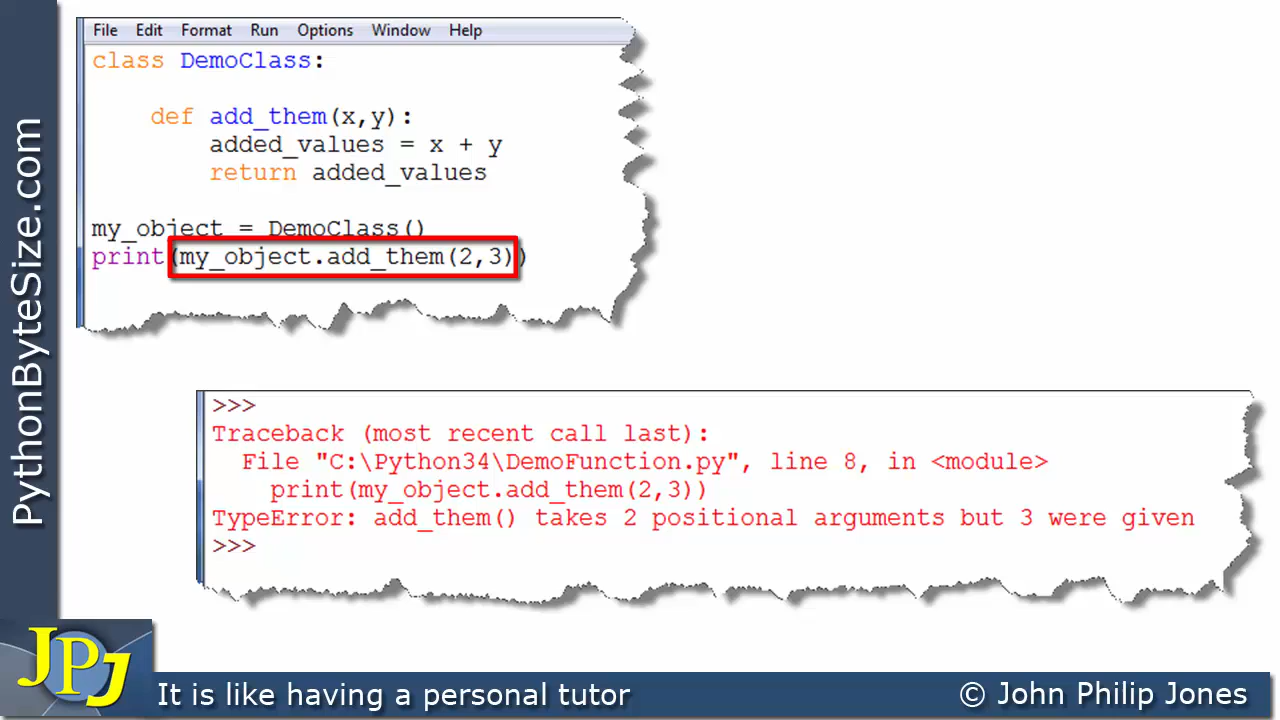 PythonByteSize.com
File Edit Format Run Options Window Help
class DemoClass:
def add_them(x,y):
added_values = x + y
return added_values
my_object = DemoClass()
print(my_object.add_them(2,3))
>>>
Traceback (most recent call last):
File "C:\Python34\DemoFunction.py", line 8, in <module>
print(my_object.add_them(2,3))
TypeError: add_them() takes 2 positional arguments but 3 were given
>>>
JPJ
It is like having a personal tutor
© John Philip Jones